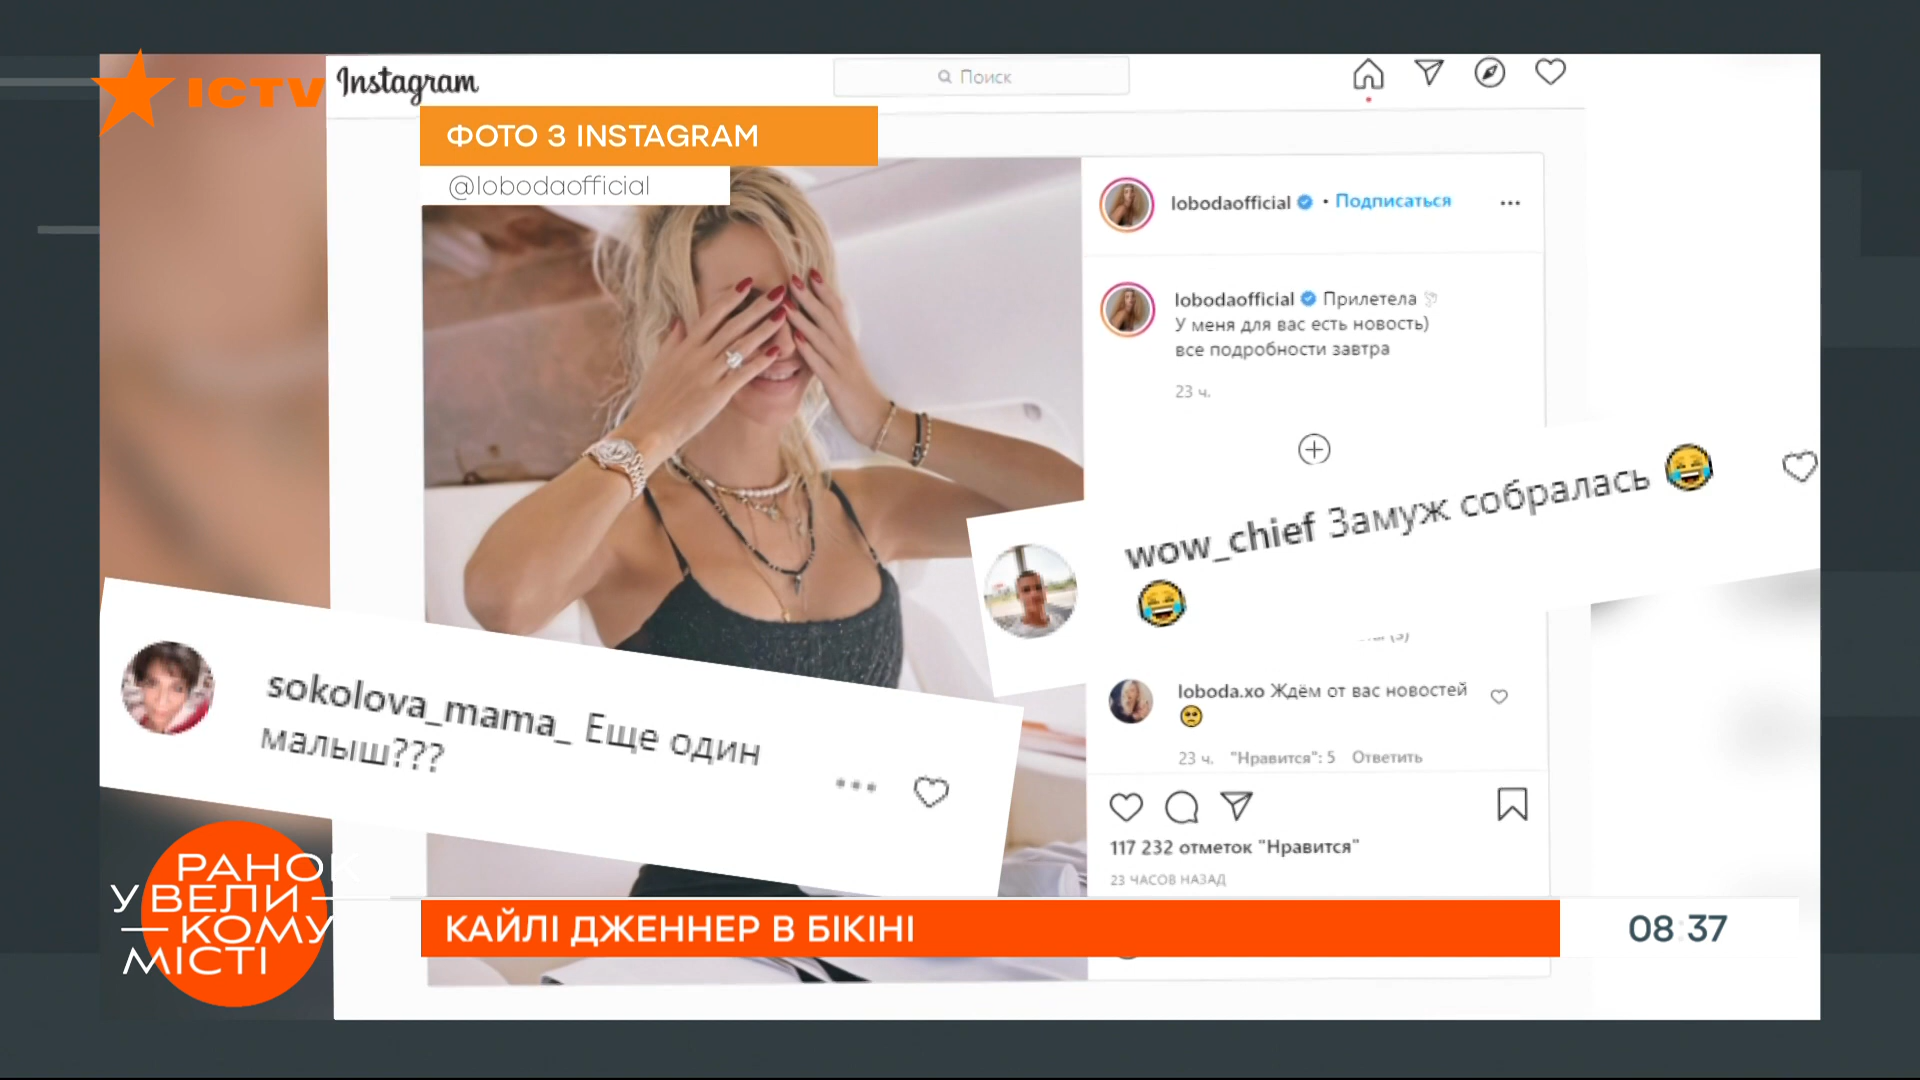 ICTV
Instagram
Поиск
ФОТО З INSTAGRAM
@lobodaofficial
lobodaofficial • Подписаться
lobodaofficial Прилетела
У меня для вас есть новость)
все подробности завтра
23 ч.
wow_chief Замуж собралась 😂
😂
sokolova_mama_ Еще один
малыш???
loboda.xo Ждём от вас новостей
🥺
23 ч. "Нравится": 5 Ответить
117 232 отметок "Нравится"
23 ЧАСОВ НАЗАД
РАНОК
У ВЕЛИ—
—КОМУ
МІСТІ
КАЙЛІ ДЖЕННЕР В БІКІНІ
08:37